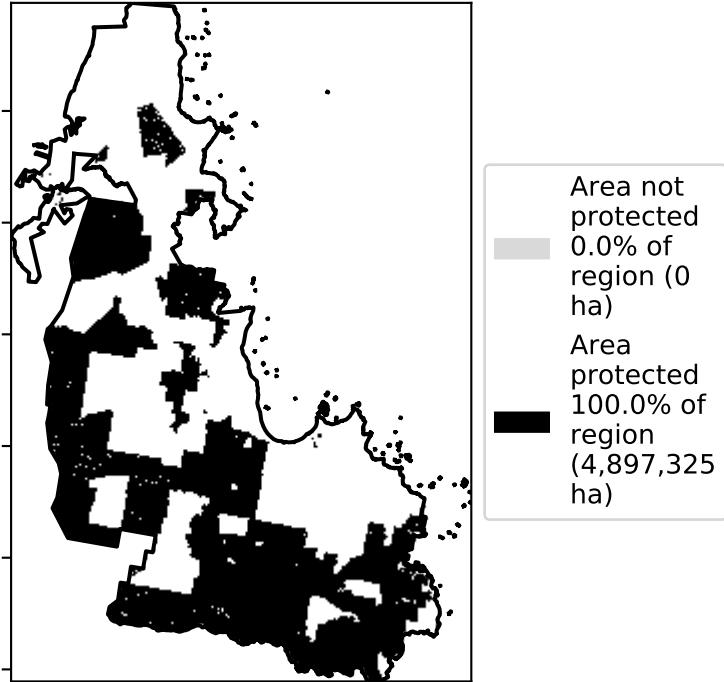 Area not
protected
0.0% of
region (0
ha)
Area
protected
100.0% of
region
(4,897,325
ha)